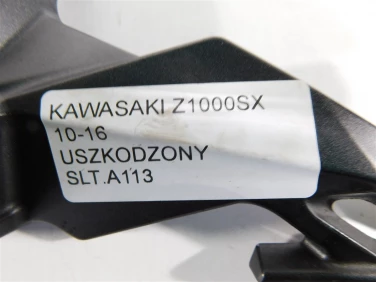 KAWASAKI Z1000SX
10-16
USZKODZONY
SLT.A113